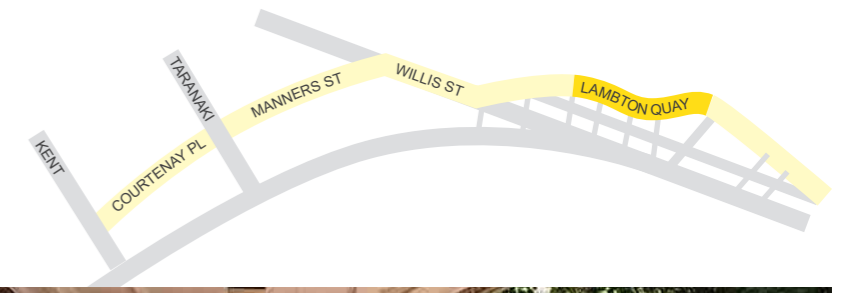 KENT
COURTENAY PL
TARANAKI
MANNERS ST
WILLIS ST
LAMBTON QUAY